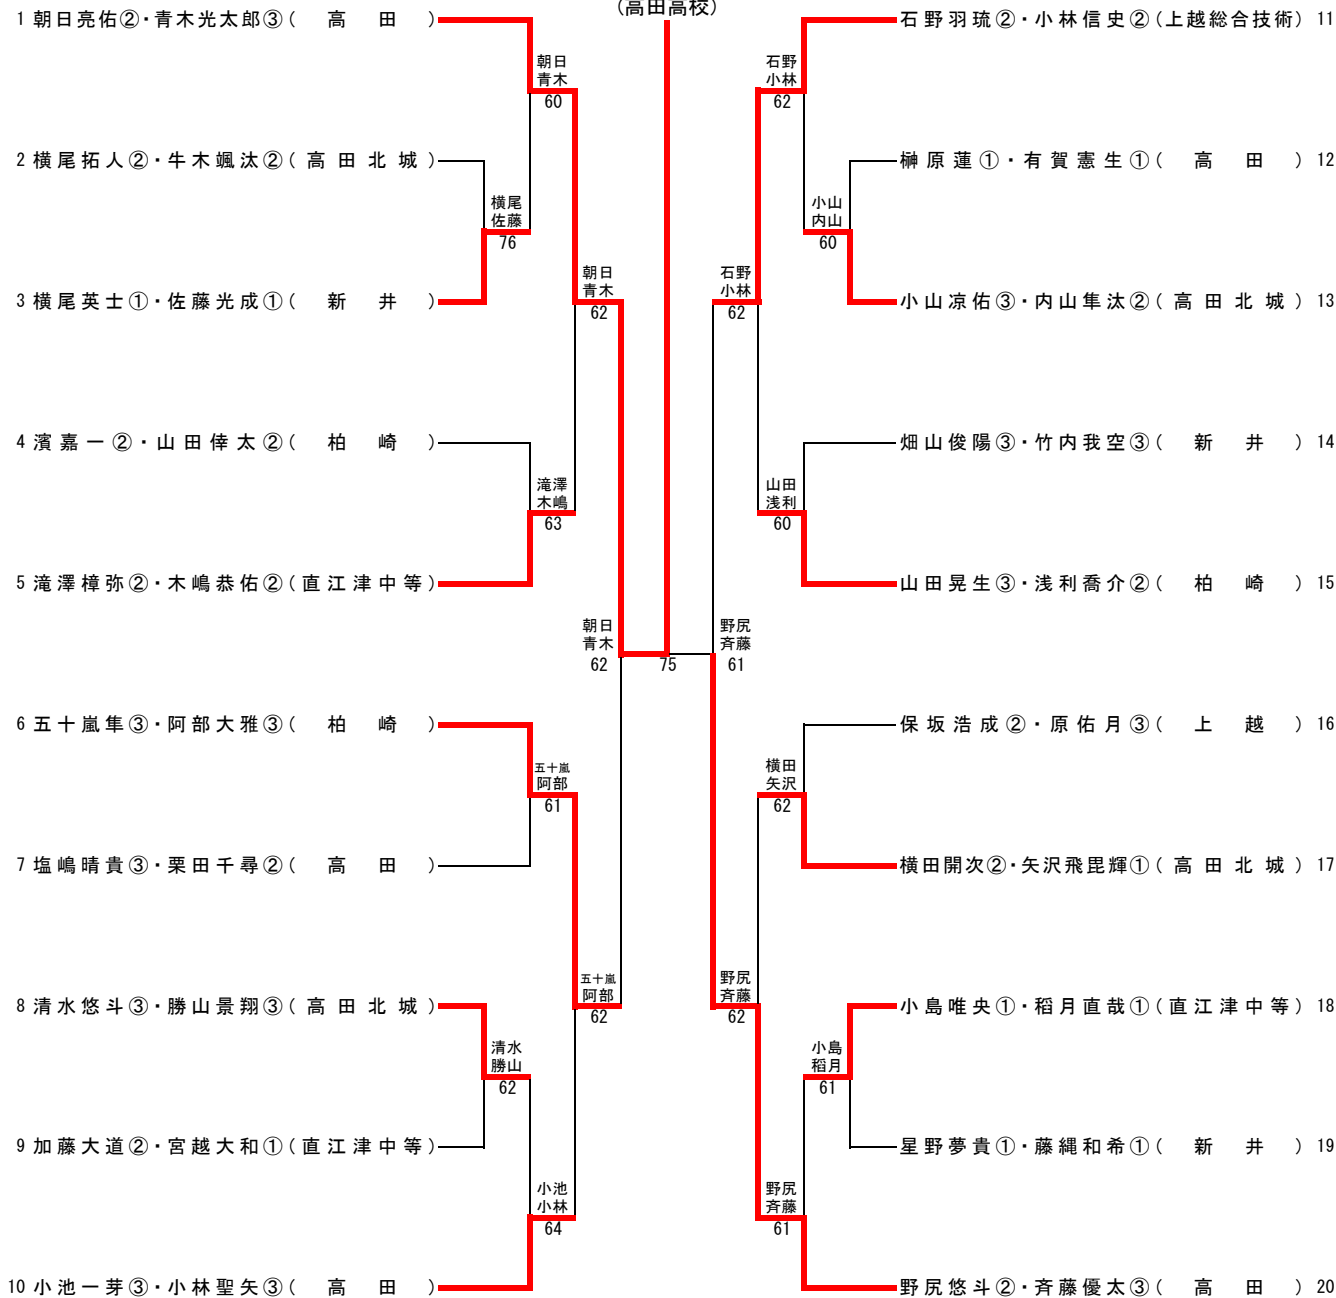 (高田高校)
1 朝日亮佑②・青木光太郎③( 高 田 )
2 横尾拓人②・牛木颯汰②( 高田北城 )
3 横尾英士①・佐藤光成①( 新 井 )
4 濱嘉一②・山田倖太②( 柏 崎 )
5 滝澤樟弥②・木嶋恭佑②(直江津中等)
6 五十嵐隼③・阿部大雅③( 柏 崎 )
7 塩嶋晴貴③・栗田千尋②( 高 田 )
8 清水悠斗③・勝山景翔③( 高田北城 )
9 加藤大道②・宮越大和①(直江津中等)
10 小池一芽③・小林聖矢③( 高 田 )
朝日
青木
60
横尾
佐藤
76
朝日
青木
62
滝澤
木嶋
63
朝日
青木
62
五十嵐
阿部
61
五十嵐
阿部
62
清水
勝山
62
小池
小林
64
75
石野
小林
62
小山
内山
60
石野
小林
62
山田
浅利
60
野尻
斉藤
61
横田
矢沢
62
野尻
斉藤
62
小島
稲月
61
野尻
斉藤
61
石野羽琉②・小林信史②(上越総合技術) 11
榊原蓮①・有賀憲生①( 高 田 ) 12
小山凉佑③・内山隼汰②( 高田北城 ) 13
畑山俊陽③・竹内我空③( 新 井 ) 14
山田晃生③・浅利喬介②( 柏 崎 ) 15
保坂浩成②・原佑月③( 上 越 ) 16
横田開次②・矢沢飛毘輝①( 高田北城 ) 17
小島唯央①・稲月直哉①(直江津中等) 18
星野夢貴①・藤縄和希①( 新 井 ) 19
野尻悠斗②・斉藤優太③( 高 田 ) 20